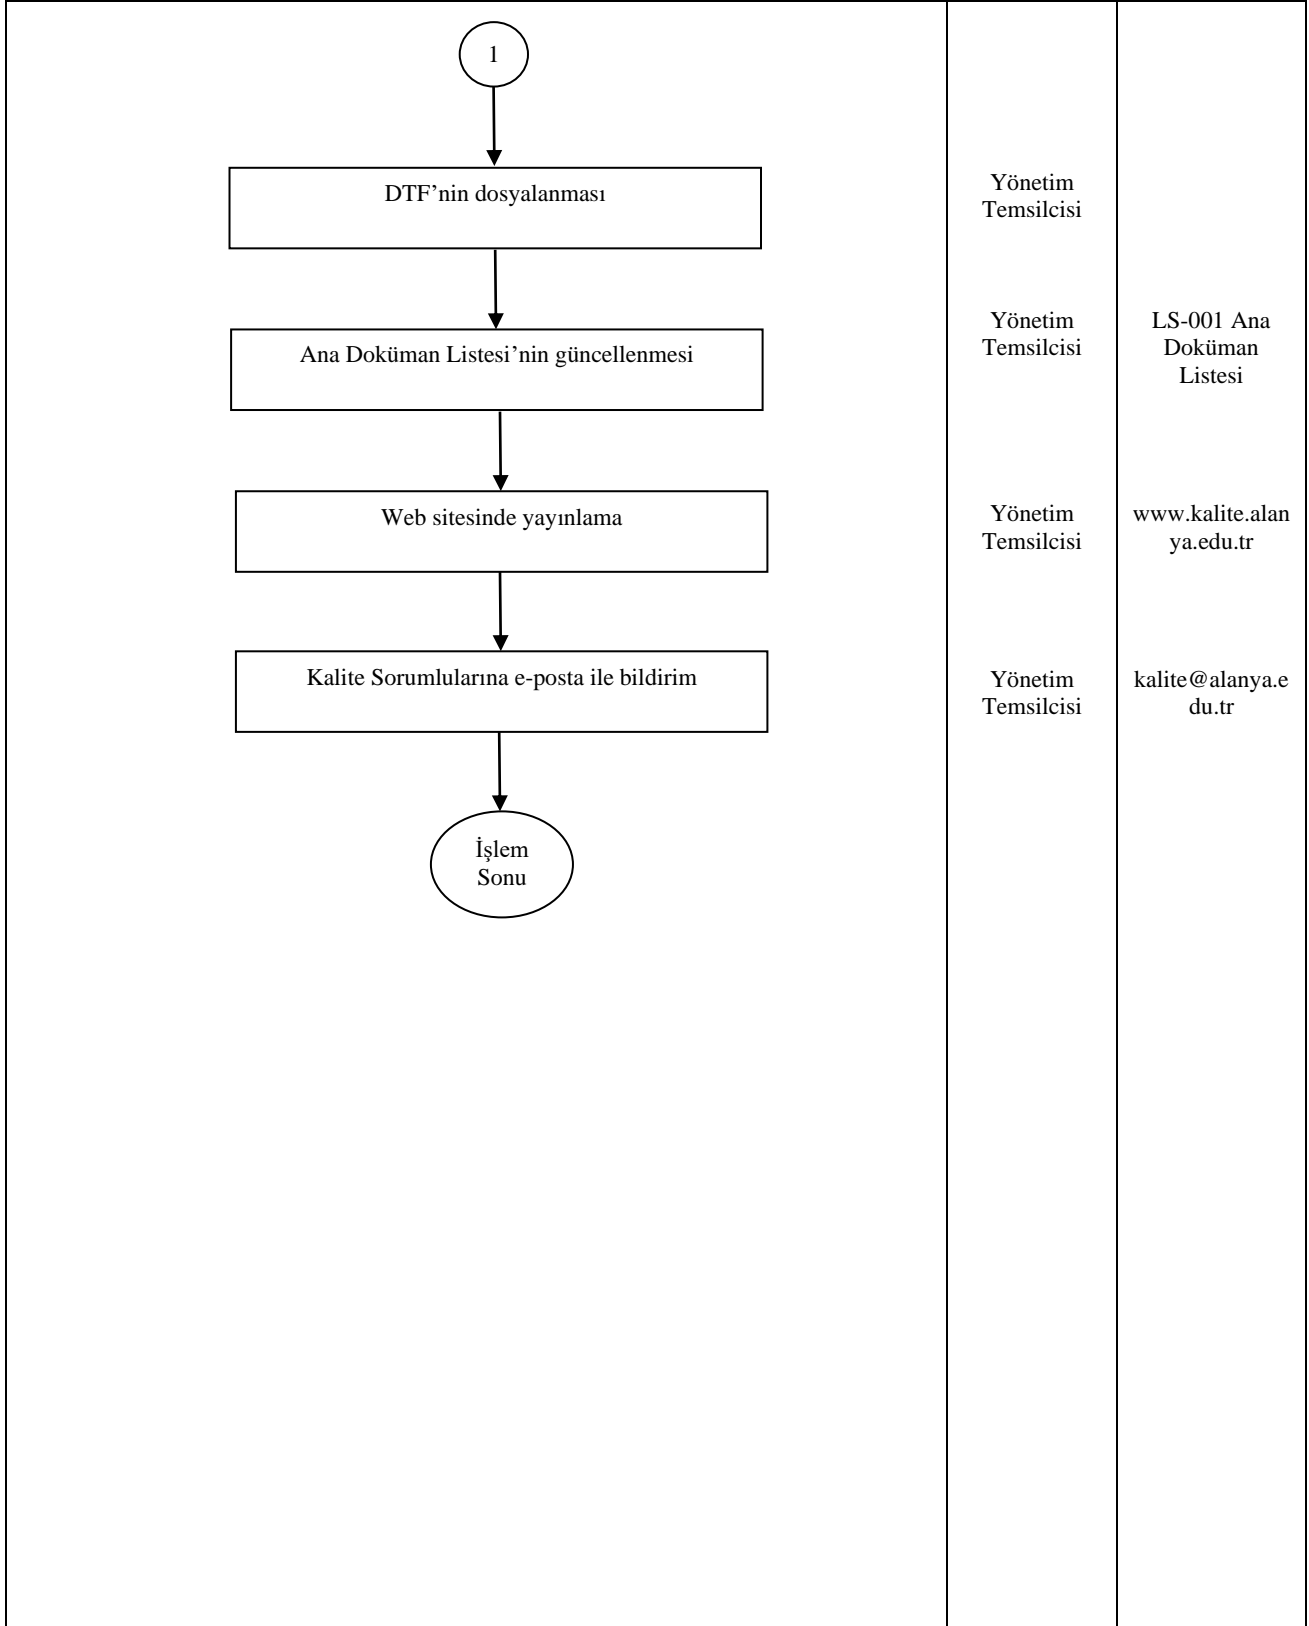 1
DTF’nin dosyalanması
Yönetim
Temsilcisi
Ana Doküman Listesi’nin güncellenmesi
Yönetim
Temsilcisi
LS-001 Ana
Doküman
Listesi
Web sitesinde yayınlama
Yönetim
Temsilcisi
www.kalite.alan
ya.edu.tr
Kalite Sorumlularına e-posta ile bildirim
Yönetim
Temsilcisi
kalite@alanya.e
du.tr
İşlem
Sonu